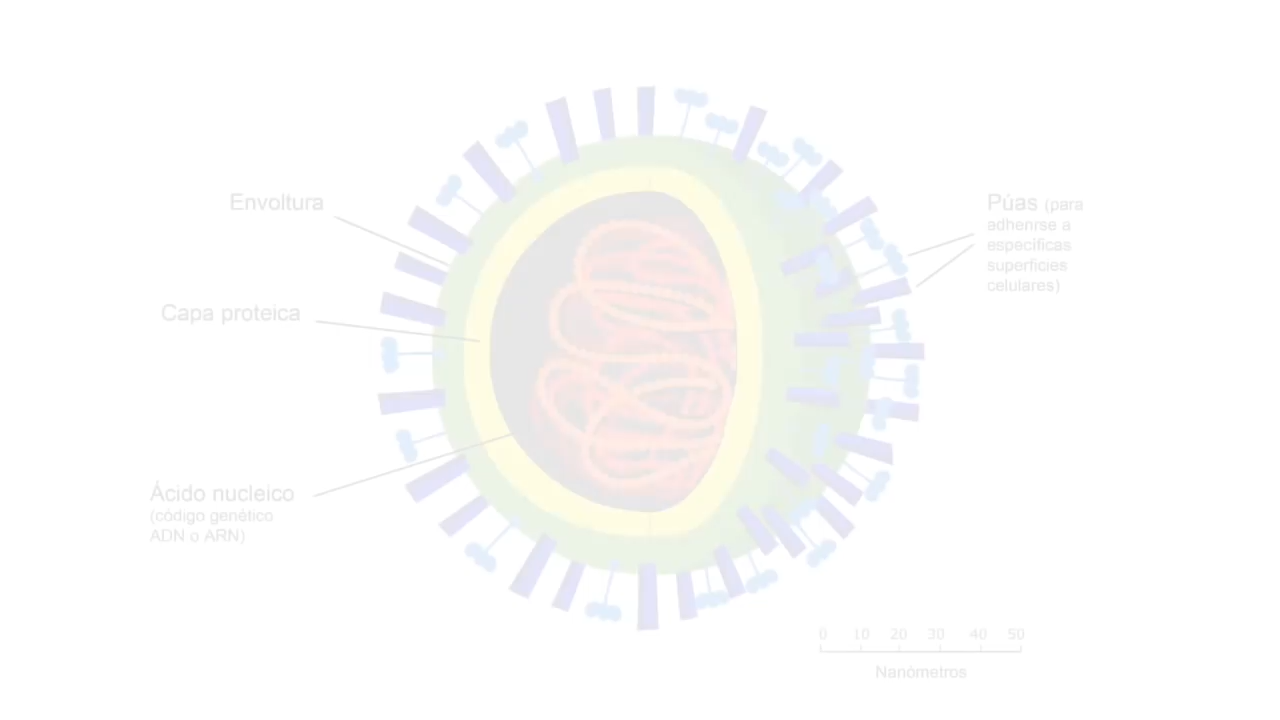 Envoltura
Capa proteica
Ácido nucleico
(código genético
ADN o ARN)
Púas (para
adherirse a
específicas
superficies
celulares)
0 10 20 30 40 50
Nanómetros